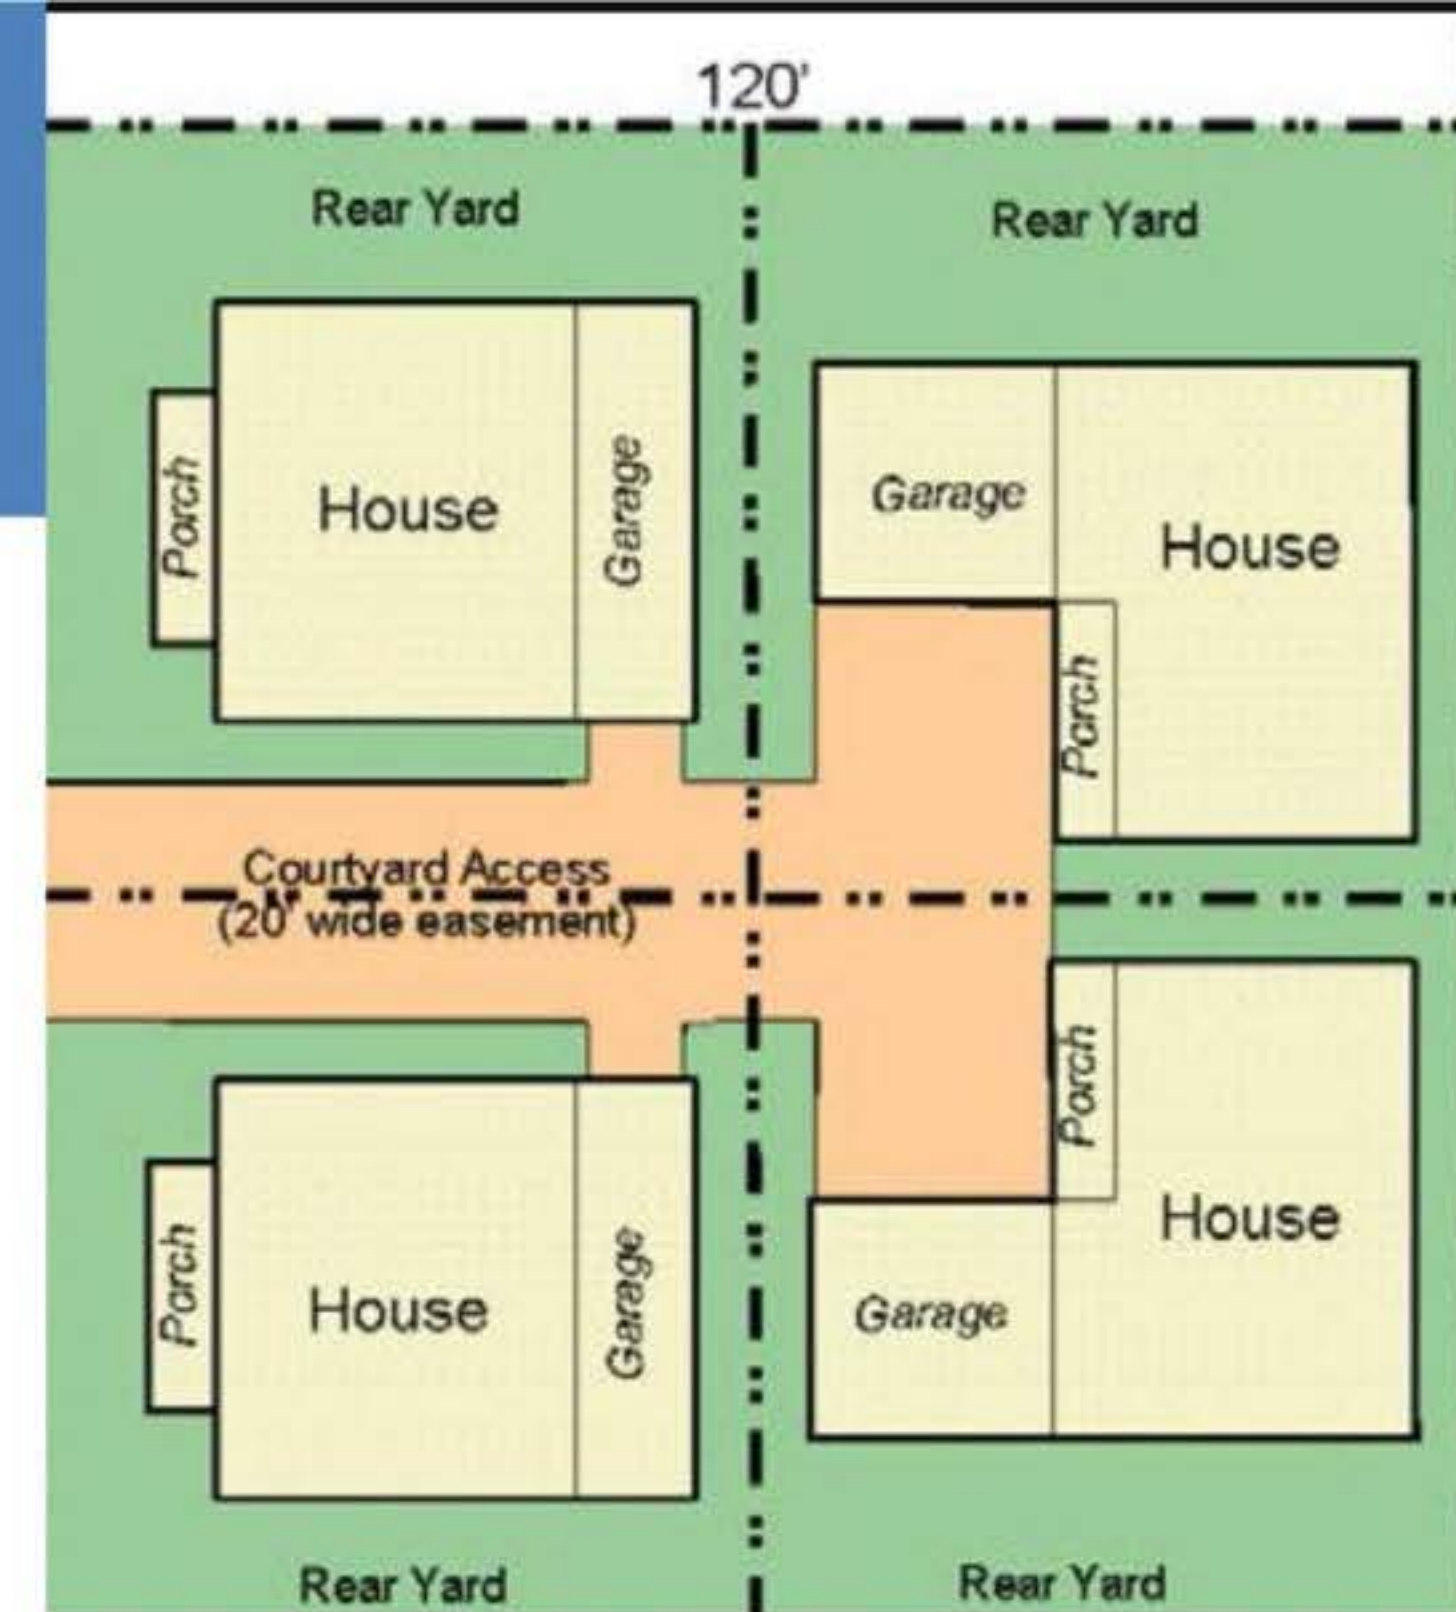 120'
Rear Yard
Rear Yard
Porch
House
Garage
Garage
House
Porch
Courtyard Access
(20' wide easement)
Porch
House
Garage
Porch
House
Garage
Rear Yard
Rear Yard